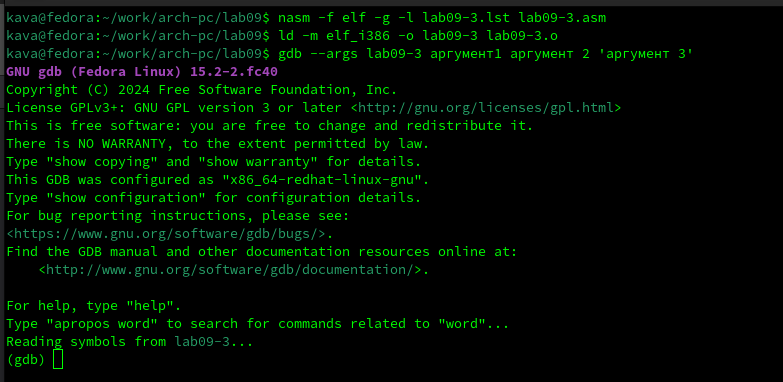 kava@fedora:~/work/arch-pc/lab09$ nasm -f elf -g -l lab09-3.lst lab09-3.asm
kava@fedora:~/work/arch-pc/lab09$ ld -m elf_i386 -o lab09-3 lab09-3.o
kava@fedora:~/work/arch-pc/lab09$ gdb --args lab09-3 аргумент1 аргумент 2 'аргумент 3'
GNU gdb (Fedora Linux) 15.2-2.fc40
Copyright (C) 2024 Free Software Foundation, Inc.
License GPLv3+: GNU GPL version 3 or later <http://gnu.org/licenses/gpl.html>
This is free software: you are free to change and redistribute it.
There is NO WARRANTY, to the extent permitted by law.
Type "show copying" and "show warranty" for details.
This GDB was configured as "x86_64-redhat-linux-gnu".
Type "show configuration" for configuration details.
For bug reporting instructions, please see:
<https://www.gnu.org/software/gdb/bugs/>.
Find the GDB manual and other documentation resources online at:
    <http://www.gnu.org/software/gdb/documentation/>.

For help, type "help".
Type "apropos word" to search for commands related to "word"...
Reading symbols from lab09-3...
(gdb)